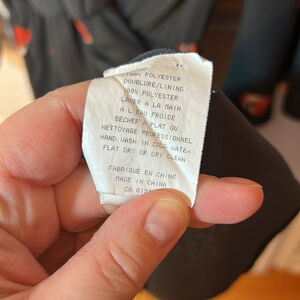 100% POLYESTER
DOUBLURE/LINING
100% POLYESTER
LAVER À LA MAIN
À L'EAU FROIDE
SECHER A PLAT OU
NETTOYAGE PROFESSIONNEL
HAND WASH IN COLD WATER
FLAT DRY OR DRY CLEAN
FABRIQUE EN CHINE
MADE IN CHINA
CA